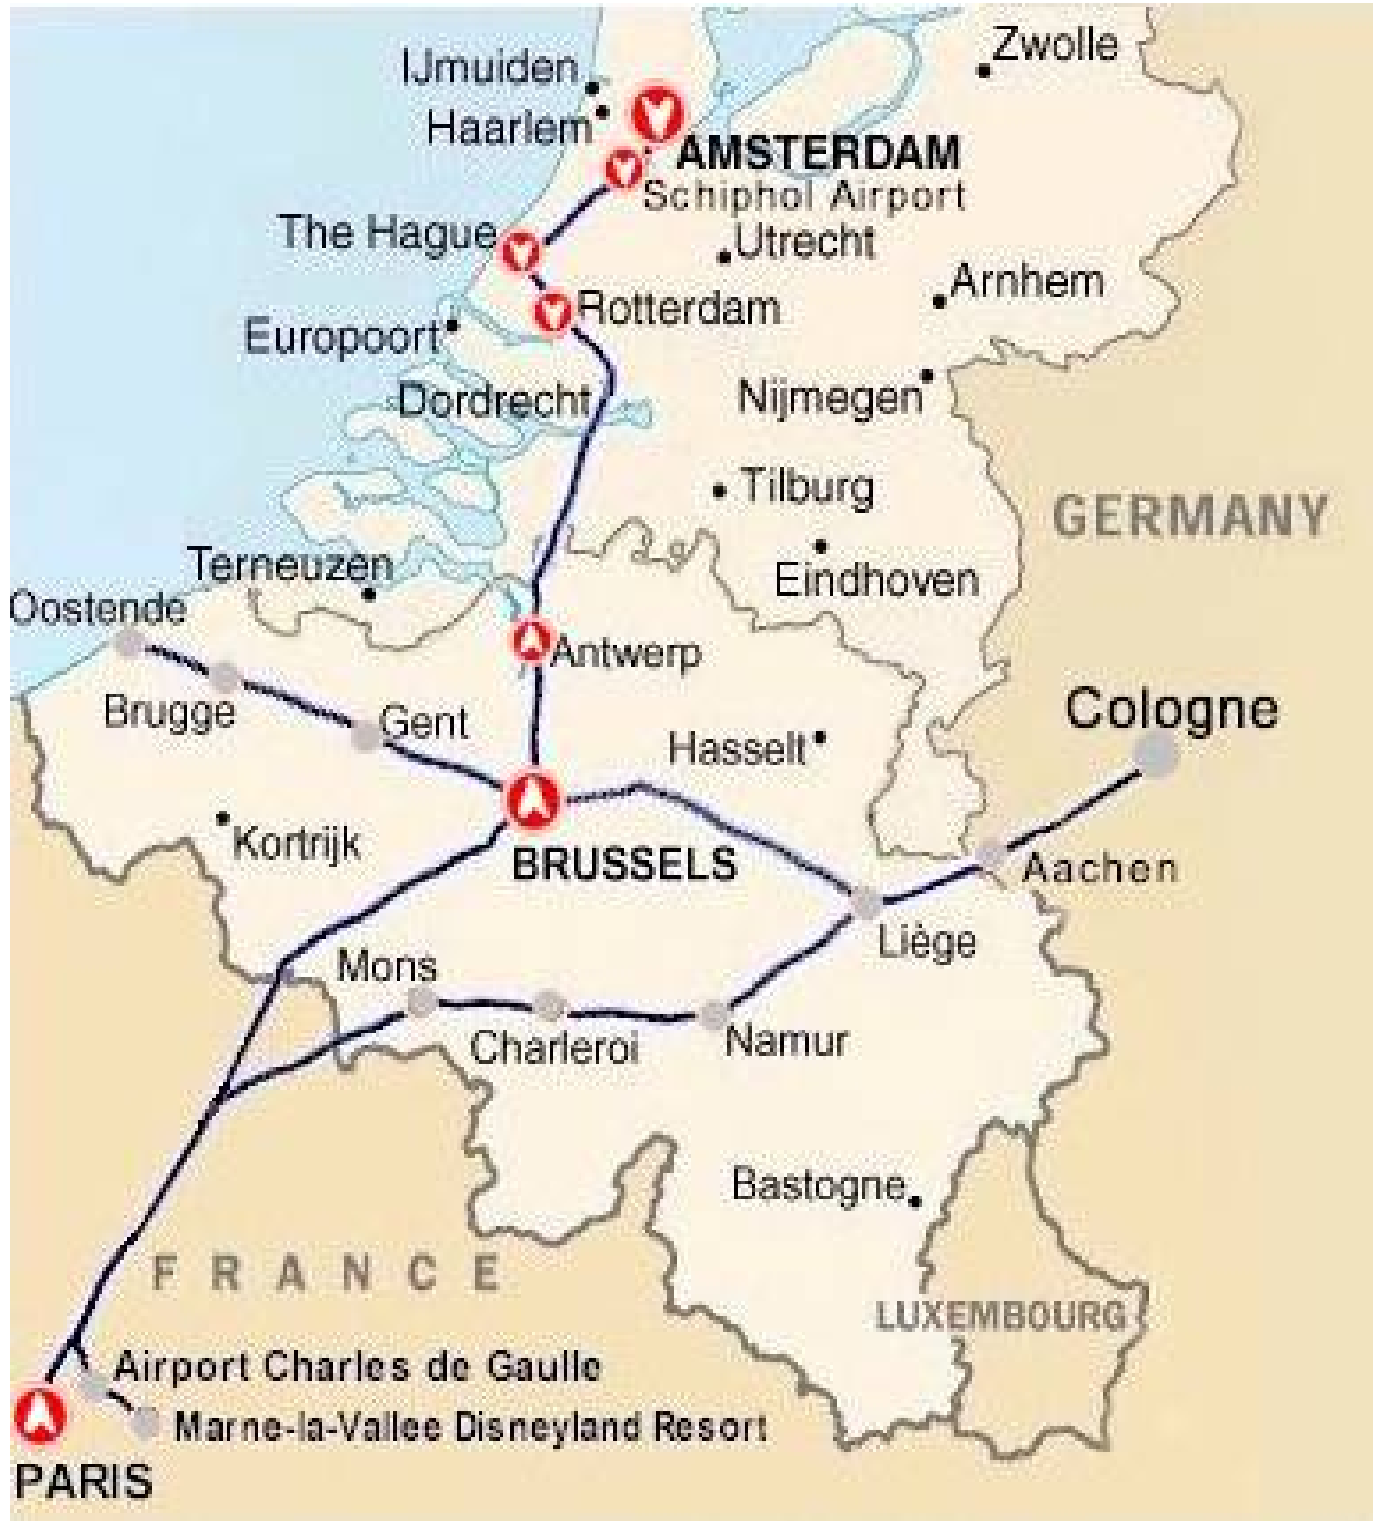 Zwolle
IJmuiden
Haarlem
AMSTERDAM
Schiphol Airport
The Hague
Utrecht
Arnhem
Rotterdam
Europoort
Nijmegen
Dordrecht
Tilburg
GERMANY
Terneuzen
Eindhoven
Oostende
Antwerp
Brugge
Gent
Cologne
Hasselt
Kortrijk
BRUSSELS
Aachen
Liège
Mons
Charleroi
Namur
Bastogne
FRANCE
LUXEMBOURG
Airport Charles de Gaulle
Marne-la-Vallee Disneyland Resort
PARIS